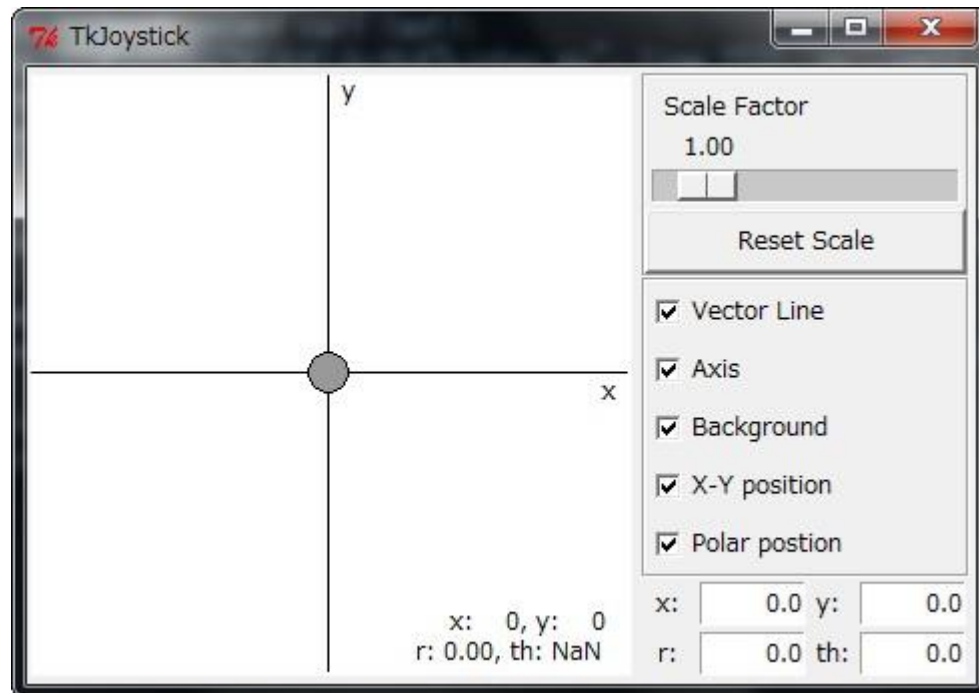 TkJoystick
y
x
x: 0, y: 0
r: 0.00, th: NaN
Scale Factor
1.00
Reset Scale
Vector Line
Axis
Background
X-Y position
Polar postion
x: 0.0 y: 0.0
r: 0.0 th: 0.0